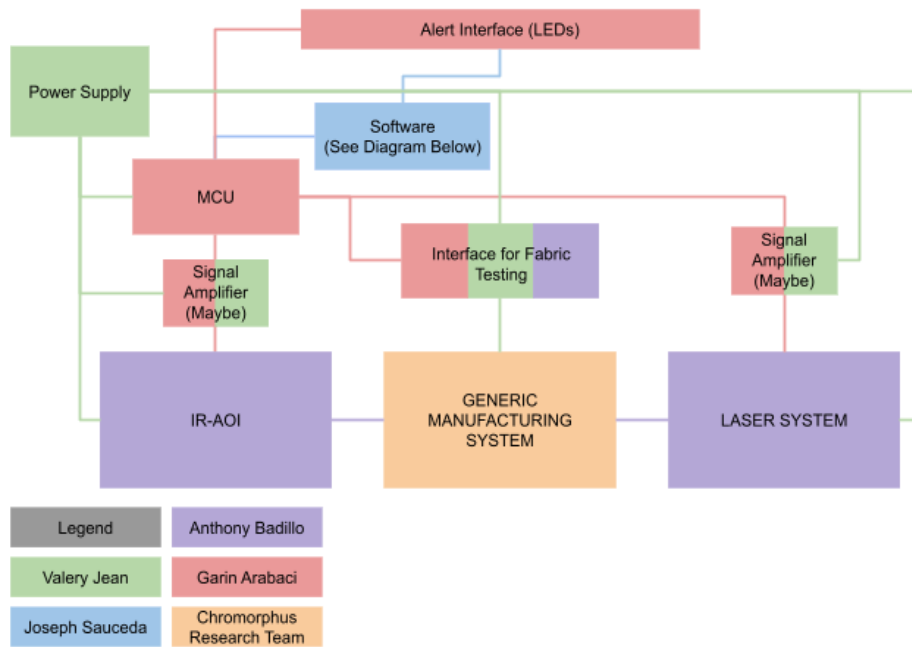 Alert Interface (LEDs)
Power Supply
Software
(See Diagram Below)
MCU
Signal
Amplifier
(Maybe)
Interface for Fabric
Testing
Signal
Amplifier
(Maybe)
IR-AOI
GENERIC
MANUFACTURING
SYSTEM
LASER SYSTEM
Legend
Anthony Badillo
Valery Jean
Garin Arabaci
Joseph Sauceda
Chromorphus
Research Team